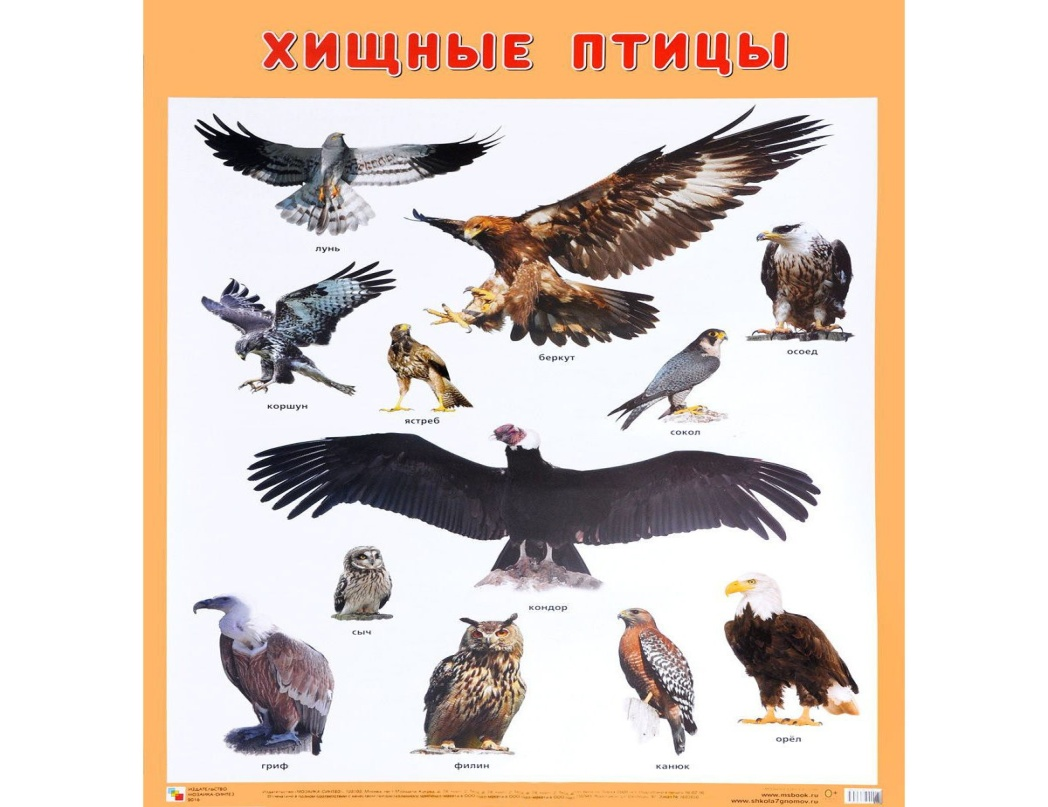 ХИЩНЫЕ ПТИЦЫ
лунь
беркут
осоед
коршун
ястреб
сокол
кондор
сыч
гриф
филин
канюк
орёл
ИЗДАТЕЛЬСТВО
МОЗАИКА-СИНТЕЗ
2015
www.msbook.ru
www.shkola7gnomov.ru
0+